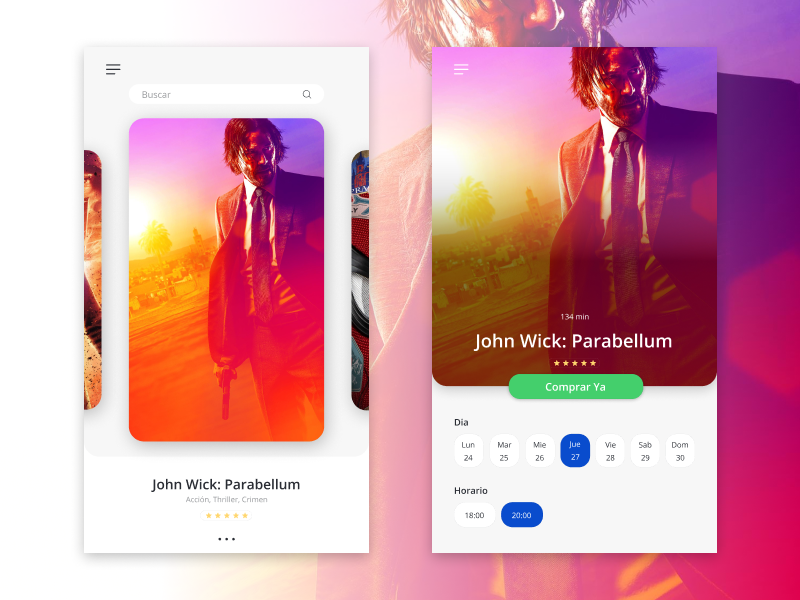 Buscar
John Wick: Parabellum
Acción, Thriller, Crimen
134 min
John Wick: Parabellum
Comprar Ya
Dia
Lun Mar Mie Jue Vie Sab Dom
24 25 26 27 28 29 30
Horario
18:00 20:00